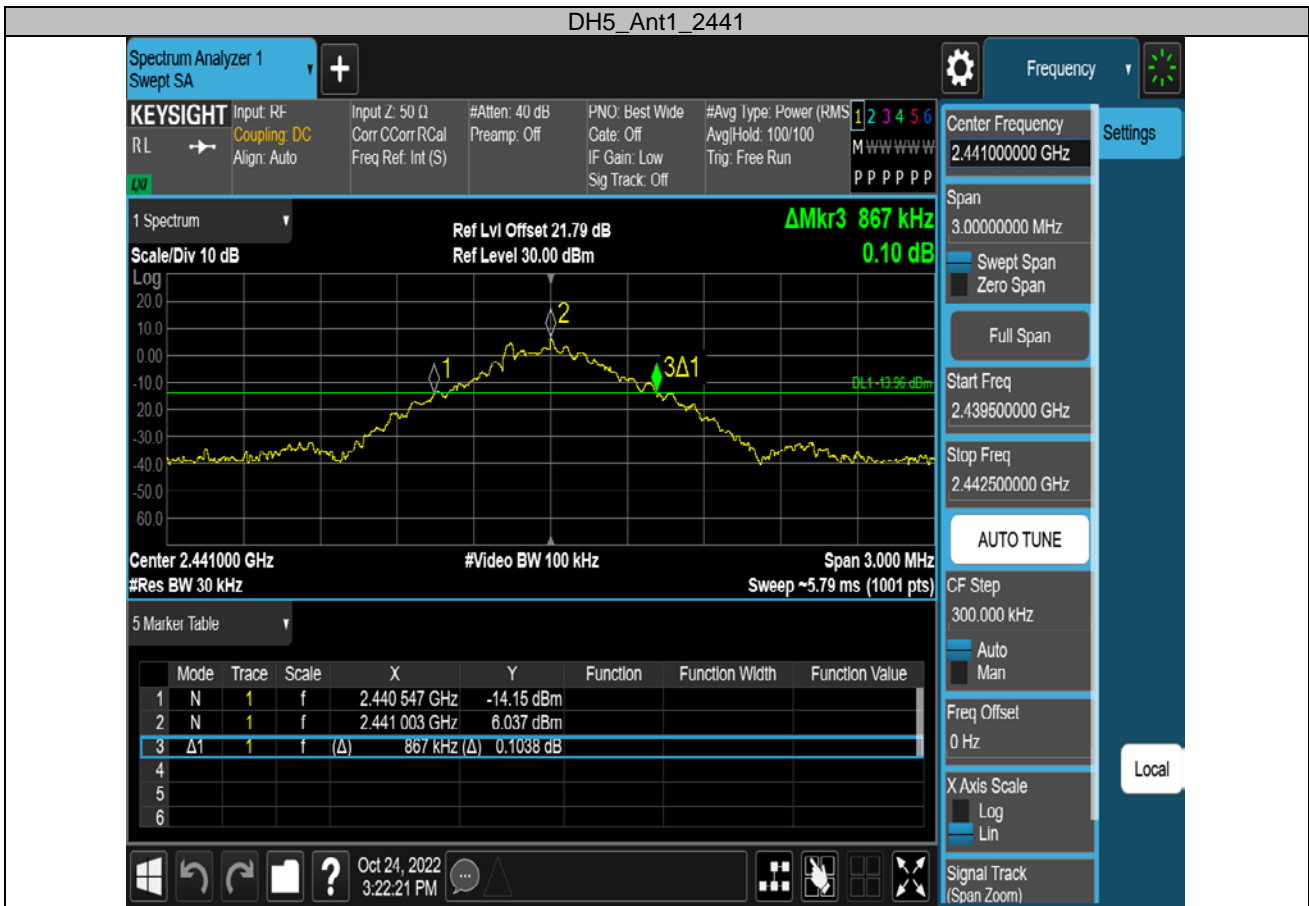 DH5_Ant1_2441
Spectrum Analyzer 1
Swept SA
+
Frequency
KEYSIGHT
RL
LXI
Input: RF
Coupling: DC
Align: Auto
Input Z: 50 Ω
Corr CCorr RCal
Freq Ref: Int (S)
#Atten: 40 dB
Preamp: Off
PNO: Best Wide
Gate: Off
IF Gain: Low
Sig Track: Off
#Avg Type: Power (RMS
Avg|Hold: 100/100
Trig: Free Run
1 2 3 4 5 6
M W W W W W
P P P P P P
1 Spectrum
Scale/Div 10 dB
Ref Lvl Offset 21.79 dB
Ref Level 30.00 dBm
ΔMkr3 867 kHz
0.10 dB
Log
20.0
10.0
0.00
-10.0
-20.0
-30.0
-40.0
-50.0
-60.0
1
2
3Δ1
DL1 -13.96 dBm
Center 2.441000 GHz
#Video BW 100 kHz
Span 3.000 MHz
#Res BW 30 kHz
Sweep ~5.79 ms (1001 pts)
5 Marker Table
Mode Trace Scale X Y Function Function Width Function Value
1 N 1 f 2.440 547 GHz -14.15 dBm
2 N 1 f 2.441 003 GHz 6.037 dBm
3 Δ1 1 f (Δ) 867 kHz (Δ) 0.1038 dB
4
5
6
?
Oct 24, 2022
3:22:21 PM
Center Frequency
2.441000000 GHz
Settings
Span
3.00000000 MHz
Swept Span
Zero Span
Full Span
Start Freq
2.439500000 GHz
Stop Freq
2.442500000 GHz
AUTO TUNE
CF Step
300.000 kHz
Auto
Man
Freq Offset
0 Hz
X Axis Scale
Log
Lin
Local
Signal Track
(Span Zoom)